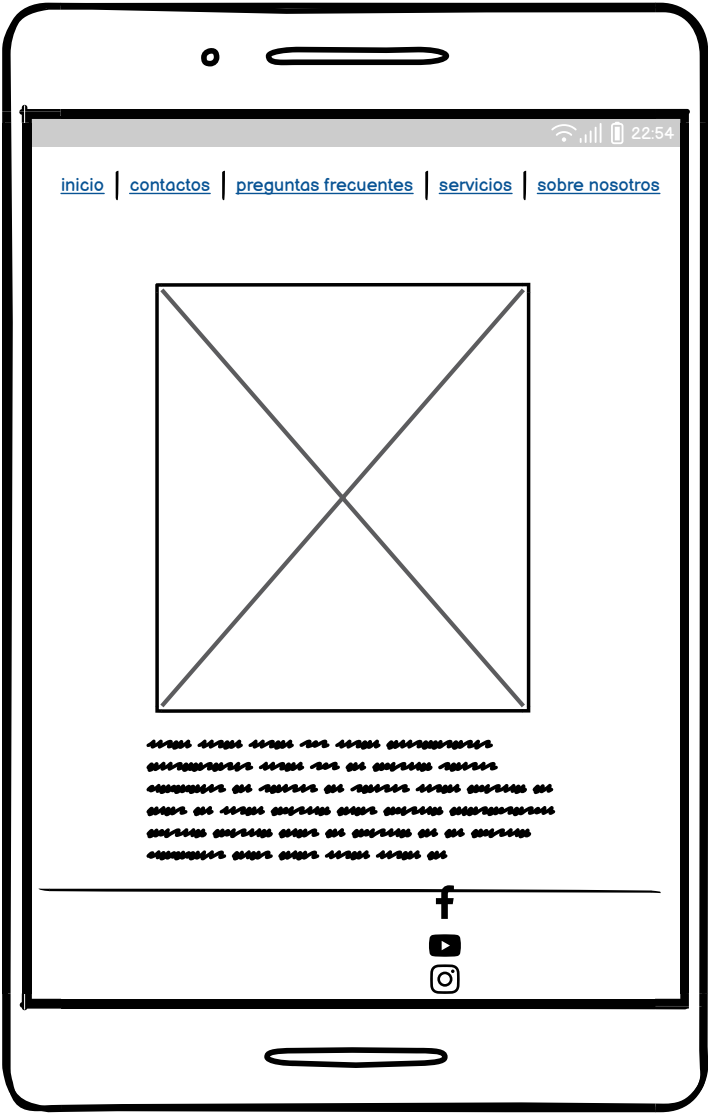 22:54
inicio | contactos | preguntas frecuentes | servicios | sobre nosotros